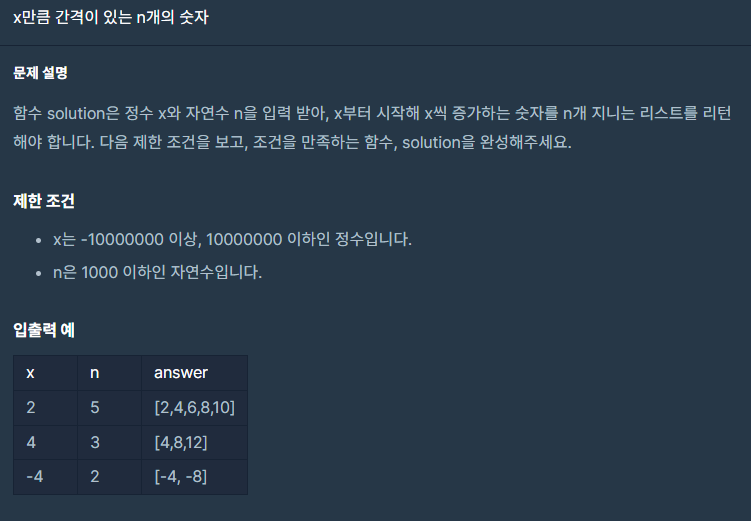 x만큼 간격이 있는 n개의 숫자
문제 설명
함수 solution은 정수 x와 자연수 n을 입력 받아, x부터 시작해 x씩 증가하는 숫자를 n개 지니는 리스트를 리턴
해야 합니다. 다음 제한 조건을 보고, 조건을 만족하는 함수, solution을 완성해주세요.
제한 조건
• x는 -10000000 이상, 10000000 이하인 정수입니다.
• n은 1000 이하인 자연수입니다.
입출력 예
x n answer
2 5 [2,4,6,8,10]
4 3 [4,8,12]
-4 2 [-4, -8]